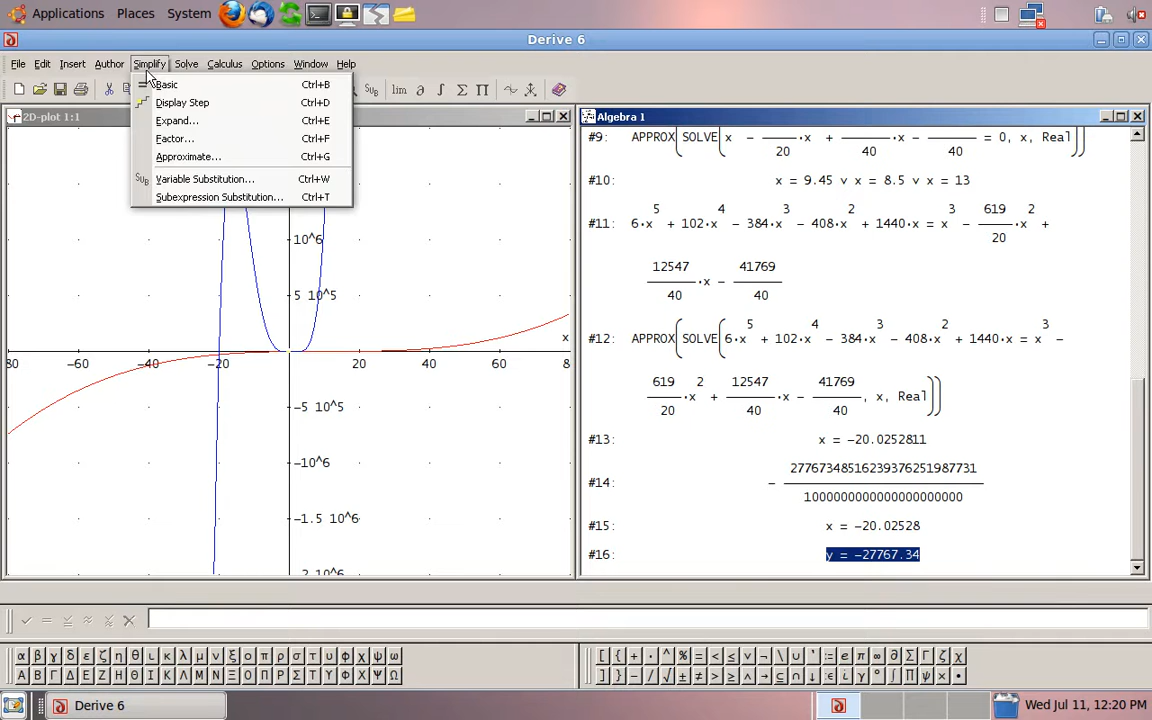 Applications Places System
Derive 6
File Edit Insert Author Simplify Solve Calculus Options Window Help
lim ∂ ∫ ∑ ∏
Basic Ctrl+B
Display Step Ctrl+D
Expand... Ctrl+E
Factor... Ctrl+F
Approximate... Ctrl+G
Variable Substitution... Ctrl+W
Subexpression Substitution... Ctrl+T
2D-plot 1:1
10^6
5 10^5
x
80 -60 -40 -20 20 40 60 8
-5 10^5
-10^6
-1.5 10^6
2 10^6
Algebra 1
#9: APPROX(SOLVE(x - ――·x + ――·x - ―― = 0, x, Real))
20 40 40
#10: x = 9.45 ∨ x = 8.5 ∨ x = 13
#11: 6·x^5 + 102·x^4 - 384·x^3 - 408·x^2 + 1440·x = x^3 - 619/20·x^2 +
12547/40·x - 41769/40
#12: APPROX(SOLVE(6·x^5 + 102·x^4 - 384·x^3 - 408·x^2 + 1440·x = x^3 -
619/20·x^2 + 12547/40·x - 41769/40, x, Real))
#13: x = -20.0252811
#14: - 27767348516239376251987731
1000000000000000000000
#15: x = -20.02528
#16: y = -27767.34
α β γ δ ε ζ η θ ι κ λ μ ν ξ ο π ρ σ τ υ φ χ ψ ω
Α Β Γ Δ Ε Ζ Η Θ Ι Κ Λ Μ Ν Ξ Ο Π Ρ Σ Τ Υ Φ Χ Ψ Ω
Derive 6
Wed Jul 11, 12:20 PM